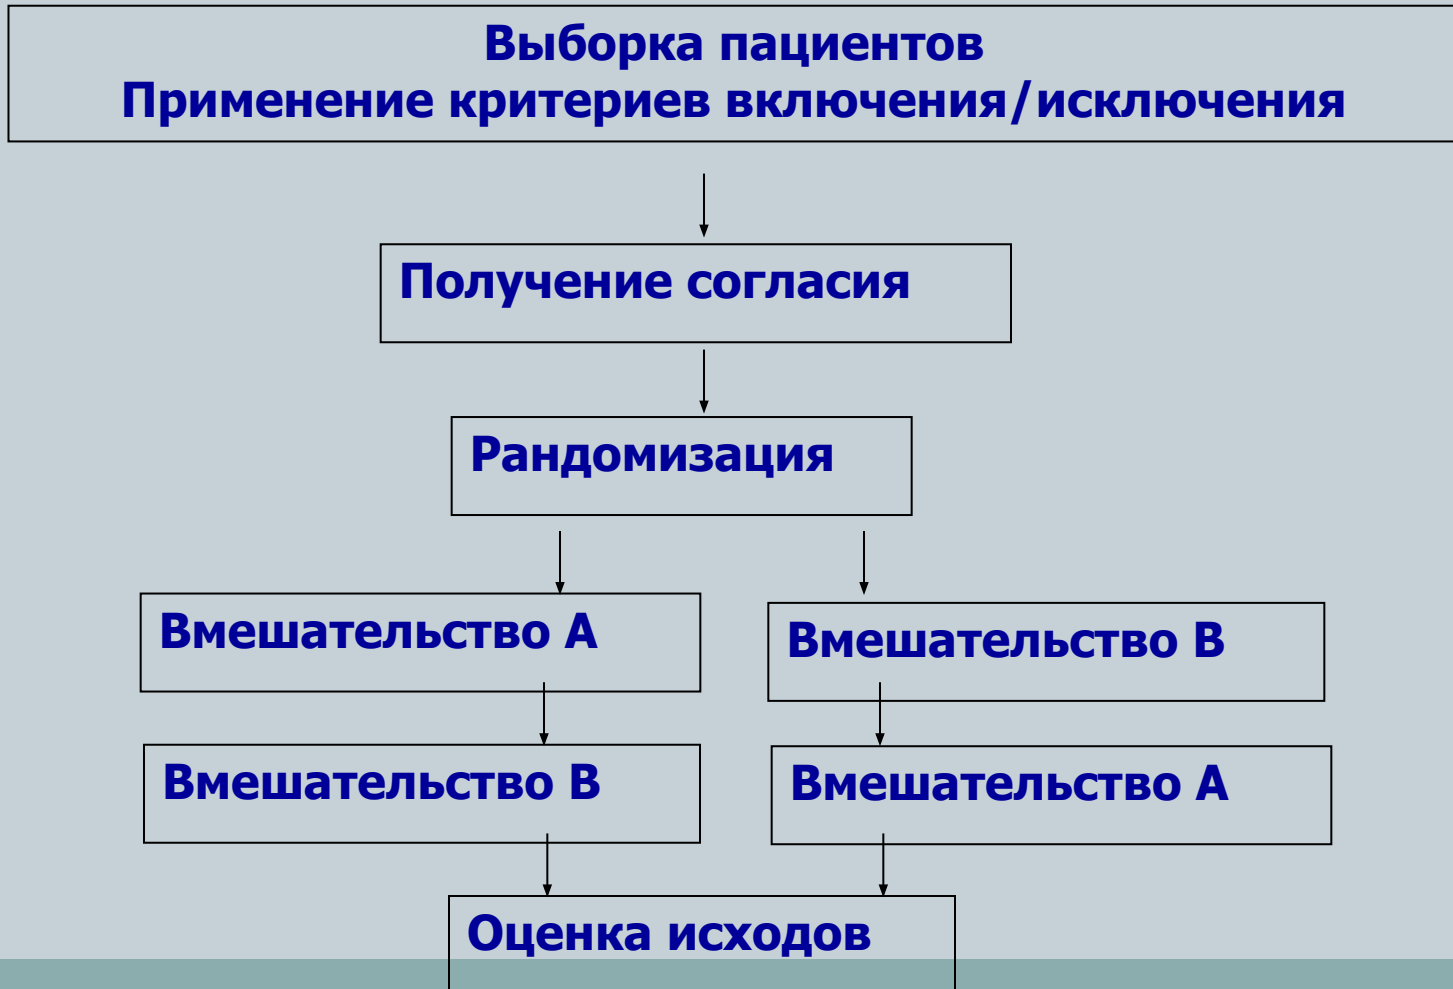 Выборка пациентов
Применение критериев включения/исключения
Получение согласия
Рандомизация
Вмешательство А
Вмешательство В
Вмешательство В
Вмешательство А
Оценка исходов